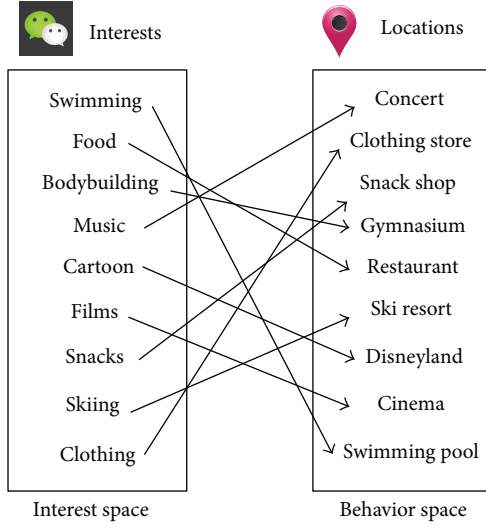 Interests
Locations
Swimming
Food
Bodybuilding
Music
Cartoon
Films
Snacks
Skiing
Clothing
Concert
Clothing store
Snack shop
Gymnasium
Restaurant
Ski resort
Disneyland
Cinema
Swimming pool
Interest space
Behavior space